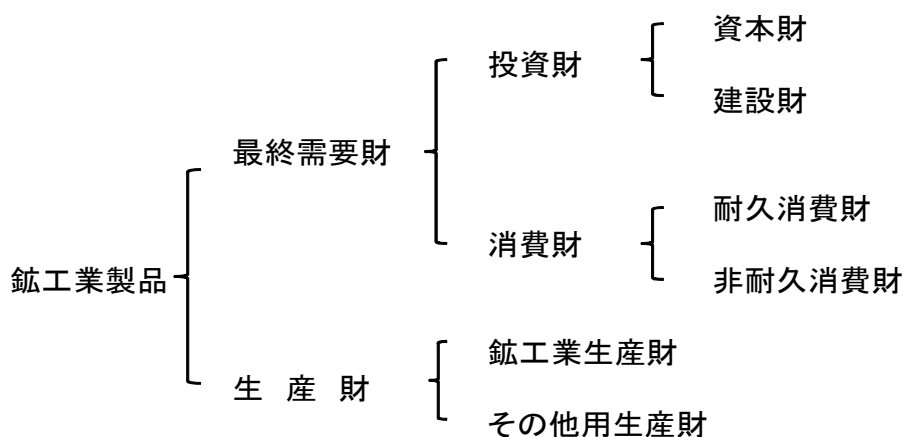 資本財
投資財
建設財
最終需要財
耐久消費財
消費財
非耐久消費財
鉱工業製品
鉱工業生産財
生 産 財
その他用生産財